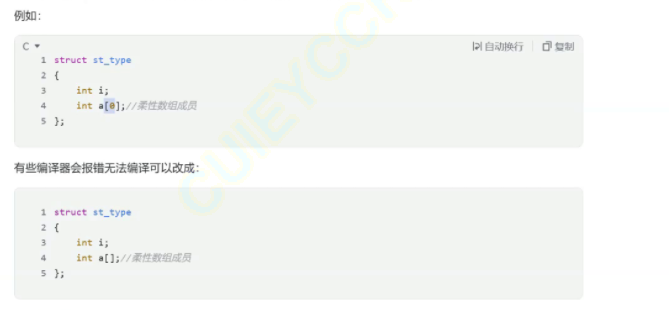 例如:
C
自动换行 复制
1 struct st_type
2 {
3 int i;
4 int a[0];//柔性数组成员
5 };
有些编译器会报错无法编译可以改成:
1 struct st_type
2 {
3 int i;
4 int a[];//柔性数组成员
5 };